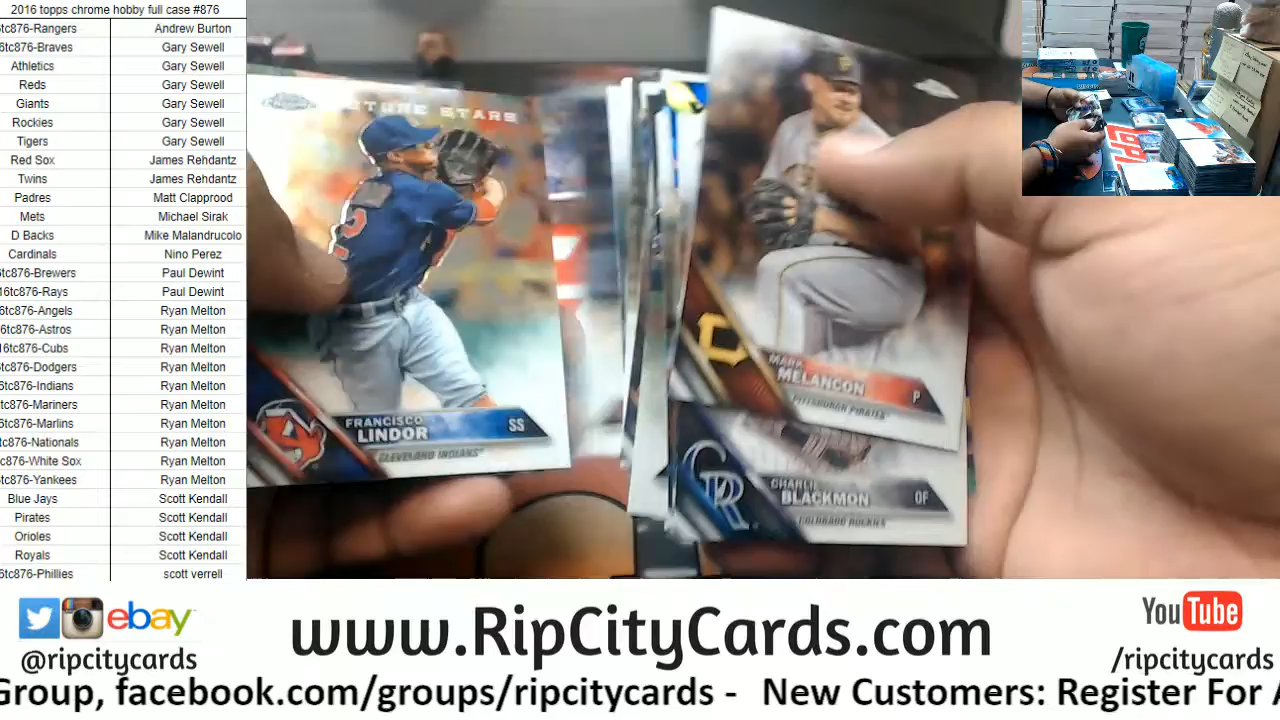 2016 topps chrome hobby full case #876
6tc876-Rangers Andrew Burton
6tc876-Braves Gary Sewell
Athletics Gary Sewell
Reds Gary Sewell
Giants Gary Sewell
Rockies Gary Sewell
Tigers Gary Sewell
Red Sox James Rehdantz
Twins James Rehdantz
Padres Matt Clapprood
Mets Michael Sirak
D Backs Mike Malandrucolo
Cardinals Nino Perez
6tc876-Brewers Paul Dewint
16tc876-Rays Paul Dewint
6tc876-Angels Ryan Melton
6tc876-Astros Ryan Melton
16tc876-Cubs Ryan Melton
tc876-Dodgers Ryan Melton
6tc876-Indians Ryan Melton
tc876-Mariners Ryan Melton
6tc876-Marlins Ryan Melton
tc876-Nationals Ryan Melton
c876-White Sox Ryan Melton
tc876-Yankees Ryan Melton
Blue Jays Scott Kendall
Pirates Scott Kendall
Orioles Scott Kendall
Royals Scott Kendall
6tc876-Phillies scott verrell
FUTURE STARS
2
FRANCISCO
LINDOR SS
CLEVELAND INDIANS
P
MARK
MELANCON P
PITTSBURGH PIRATES
CR
CHARLIE
BLACKMON OF
COLORADO ROCKIES
ebay
@ripcitycards
www.RipCityCards.com
YouTube
/ripcitycards
Group, facebook.com/groups/ripcitycards - New Customers: Register For A